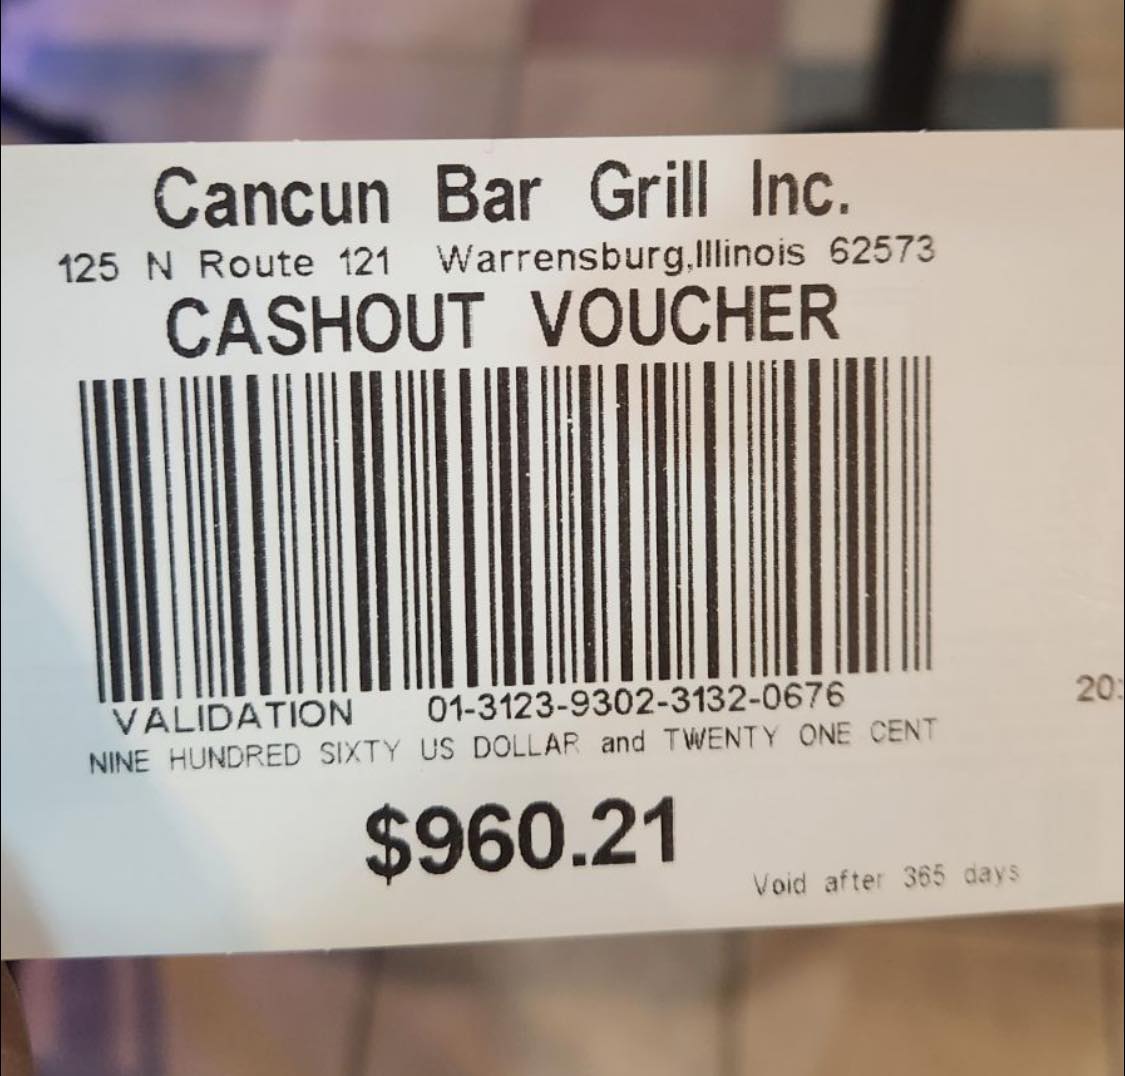 Cancun Bar Grill Inc.
125 N Route 121 Warrensburg,Illinois 62573
CASHOUT VOUCHER
VALIDATION 01-3123-9302-3132-0676
NINE HUNDRED SIXTY US DOLLAR and TWENTY ONE CENT
$960.21
Void after 365 days